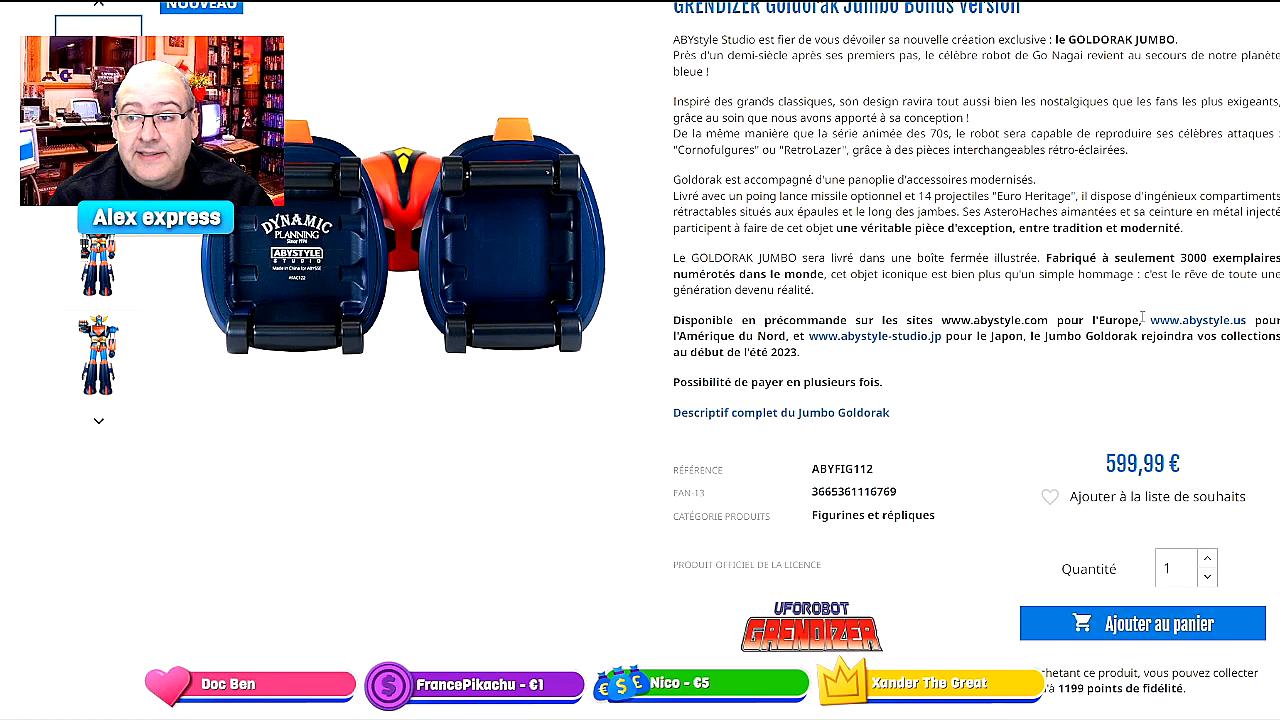 NOUVEAU
Alex express
DYNAMIC
PLANNING
Since 1974
ABYSTYLE
STUDIO
Made in China for ABYSSE
GRENDIZER Goldorak Jumbo Bonus Version
ABYstyle Studio est fier de vous dévoiler sa nouvelle création exclusive : le GOLDORAK JUMBO.
Près d'un demi-siècle après ses premiers pas, le célèbre robot de Go Nagai revient au secours de notre planète
bleue !
Inspiré des grands classiques, son design ravira tout aussi bien les nostalgiques que les fans les plus exigeants,
grâce au soin que nous avons apporté à sa conception !
De la même manière que la série animée des 70s, le robot sera capable de reproduire ses célèbres attaques
"Cornofulgures" ou "RetroLazer", grâce à des pièces interchangeables rétro-éclairées.
Goldorak est accompagné d'une panoplie d'accessoires modernisés.
Livré avec un poing lance missile optionnel et 14 projectiles "Euro Heritage", il dispose d'ingénieux compartiments
rétractables situés aux épaules et le long des jambes. Ses AsteroHaches aimantées et sa ceinture en métal injecté
participent à faire de cet objet une véritable pièce d'exception, entre tradition et modernité.
Le GOLDORAK JUMBO sera livré dans une boîte fermée illustrée. Fabriqué à seulement 3000 exemplaires
numérotés dans le monde, cet objet iconique est bien plus qu'un simple hommage : c'est le rêve de toute une
génération devenu réalité.
Disponible en précommande sur les sites www.abystyle.com pour l'Europe, www.abystyle.us pour
l'Amérique du Nord, et www.abystyle-studio.jp pour le Japon, le Jumbo Goldorak rejoindra vos collections
au début de l'été 2023.
Possibilité de payer en plusieurs fois.
Descriptif complet du Jumbo Goldorak
RÉFÉRENCE ABYFIG112
EAN-13 3665361116769
CATÉGORIE PRODUITS Figurines et répliques
599,99 €
Ajouter à la liste de souhaits
PRODUIT OFFICIEL DE LA LICENCE
Quantité 1
UFOROBOT
GRENDIZER
Ajouter au panier
chetant ce produit, vous pouvez collecter
'à 1199 points de fidélité.
Doc Ben
FrancePikachu - €1
Nico - €5
Xander The Great